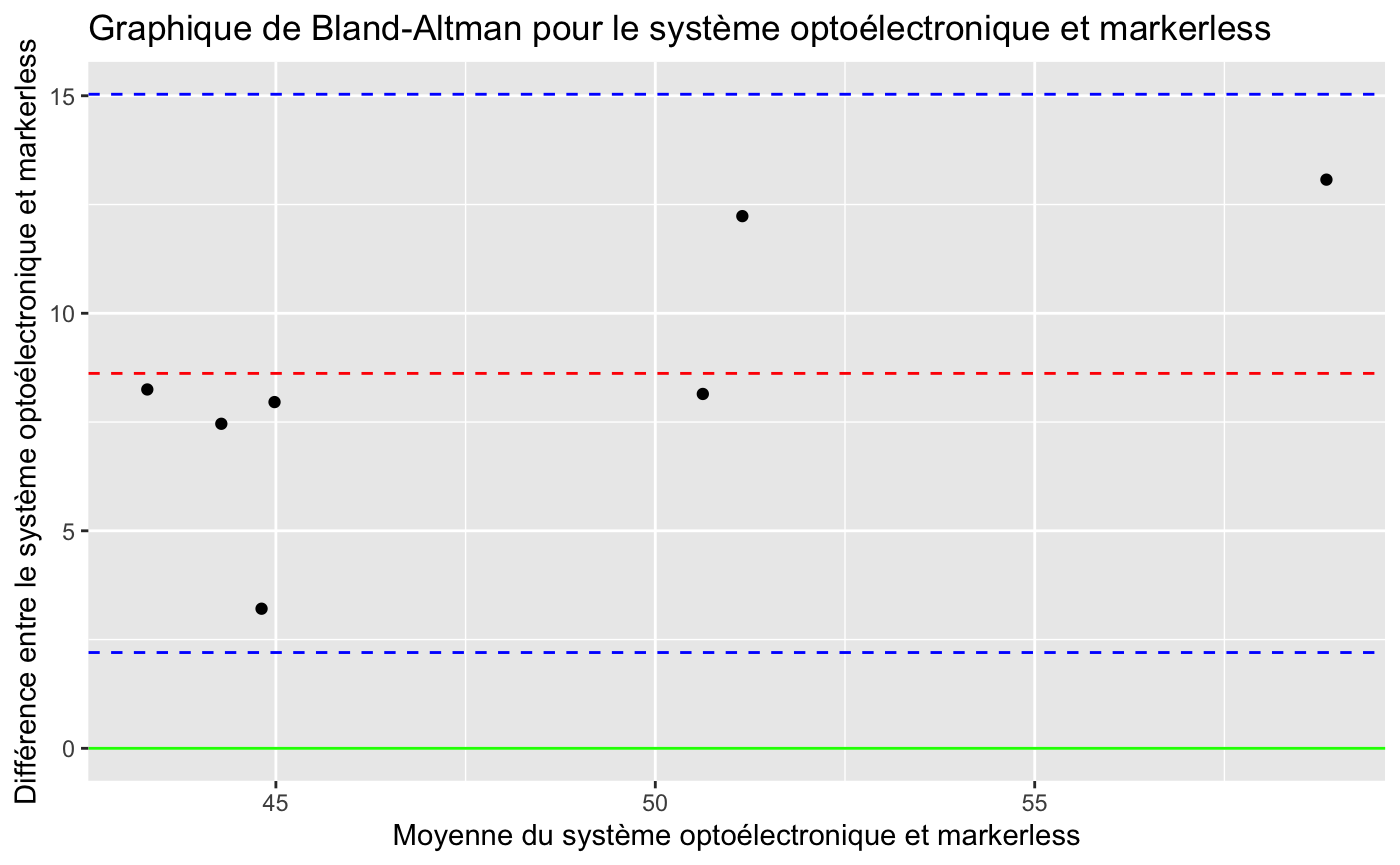 Graphique de Bland-Altman pour le système optoélectronique et markerless
Différence entre le système optoélectronique et markerless
15
10
5
0
45
50
55
Moyenne du système optoélectronique et markerless